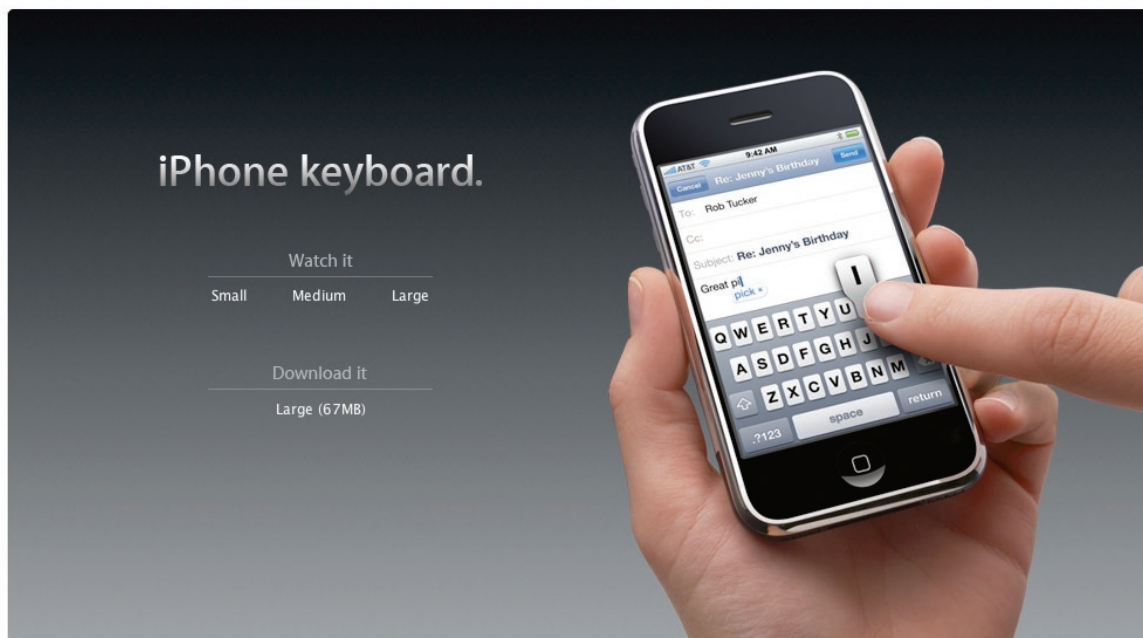 iPhone keyboard.
Watch it
Small Medium Large
Download it
Large (67MB)
AT&T 9:42 AM
Cancel Re: Jenny's Birthday Send
To: Rob Tucker
Cc:
Subject: Re: Jenny's Birthday
Great pi
pick ×
I
Q W E R T Y U
A S D F G H J
Z X C V B N M
.?123 space return